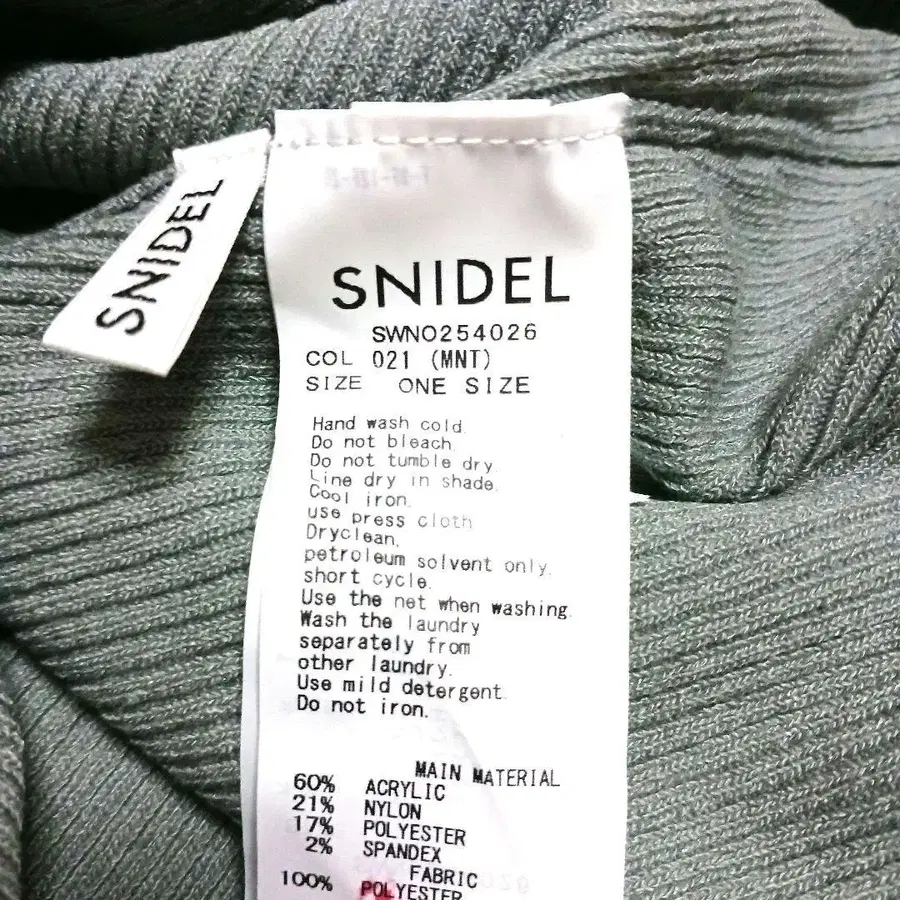 SNIDEL
SNIDEL
SWNO254026
COL 021 (MNT)
SIZE ONE SIZE
Hand wash cold.
Do not bleach.
Do not tumble dry.
Line dry in shade.
Cool iron.
use press cloth
Dryclean,
petroleum solvent only.
short cycle.
Use the net when washing.
Wash the laundry
separately from
other laundry.
Use mild detergent.
Do not iron.
MAIN MATERIAL
60% ACRYLIC
21% NYLON
17% POLYESTER
2% SPANDEX
FABRIC
100% POLYESTER